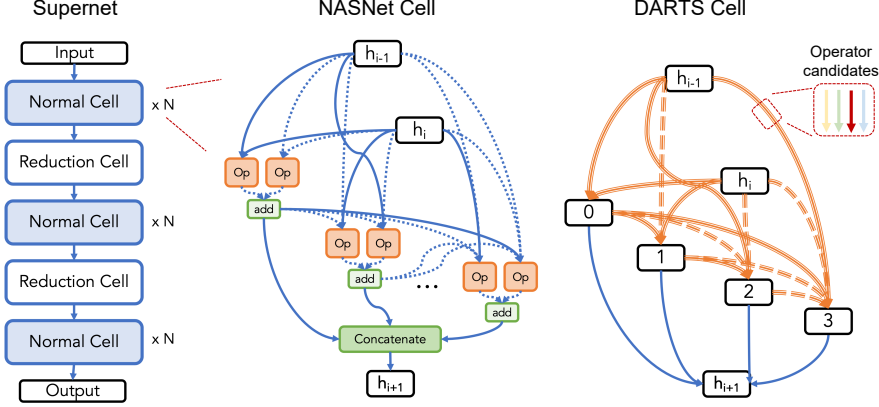 Supernet
Input
Normal Cell
x N
Reduction Cell
Normal Cell
x N
Reduction Cell
Normal Cell
x N
Output
NASNet Cell
hi-1
hi
Op
Op
add
Op
Op
add
...
Op
Op
add
Concatenate
hi+1
DARTS Cell
Operator
candidates
hi-1
hi
0
1
2
3
hi+1